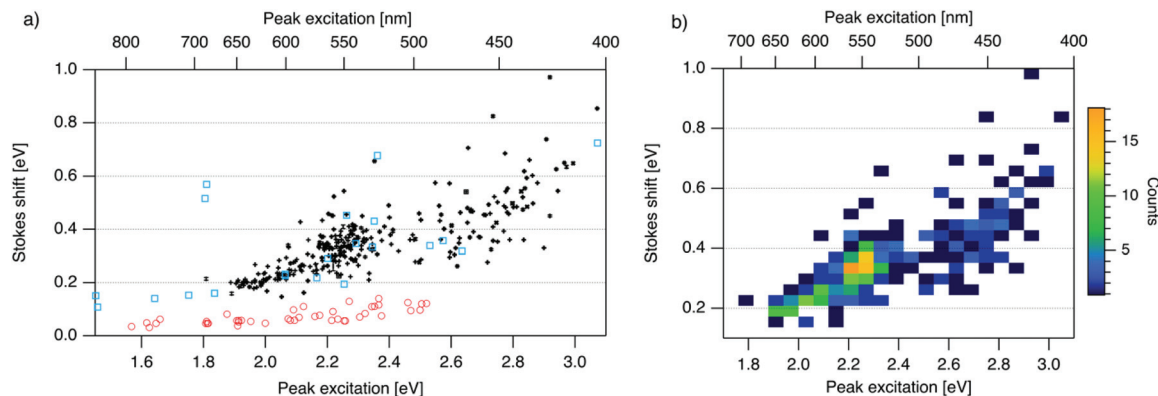 a)
Peak excitation [nm]
800 700 650 600 550 500 450 400
1.0
0.8
0.6
0.4
0.2
0.0
Stokes shift [eV]
1.6 1.8 2.0 2.2 2.4 2.6 2.8 3.0
Peak excitation [eV]
b)
Peak excitation [nm]
700 650 600 550 500 450 400
1.0
0.8
0.6
0.4
0.2
Stokes shift [eV]
1.8 2.0 2.2 2.4 2.6 2.8 3.0
Peak excitation [eV]
15
10
5
Counts